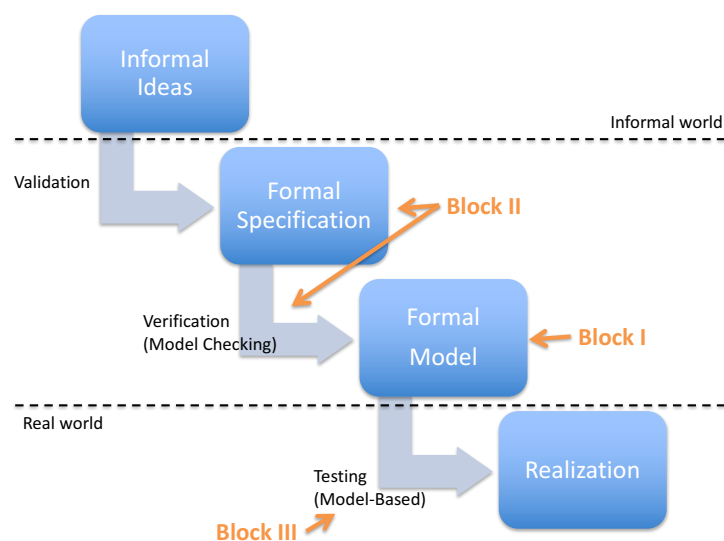 Informal
Ideas
Informal world
Validation
Formal
Specification
Block II
Verification
(Model Checking)
Formal
Model
Block I
Real world
Testing
(Model-Based)
Realization
Block III